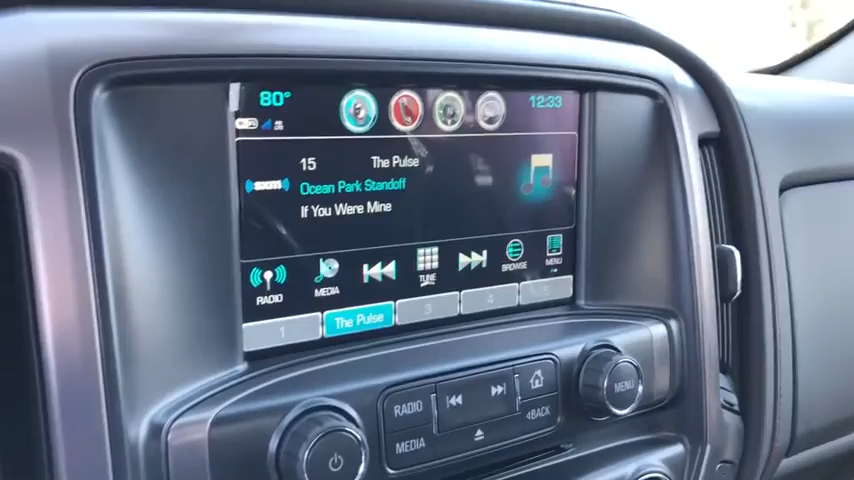 80°
12:33
15 The Pulse
sxm
Ocean Park Standoff
If You Were Mine
RADIO MEDIA TUNE BROWSE MENU
1 The Pulse 3 4 5
RADIO
MENU
MEDIA
BACK